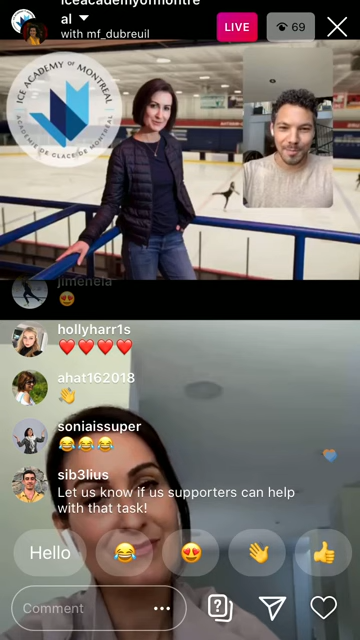 iceacademyofmontre
al
with mf_dubreuil
LIVE
69
ICE ACADEMY OF MONTREAL
ACADÉMIE DE GLACE DE MONTRÉAL
jimenela
hollyharr1s
ahat162018
soniaissuper
sib3lius
Let us know if us supporters can help
with that task!
Hello
Comment